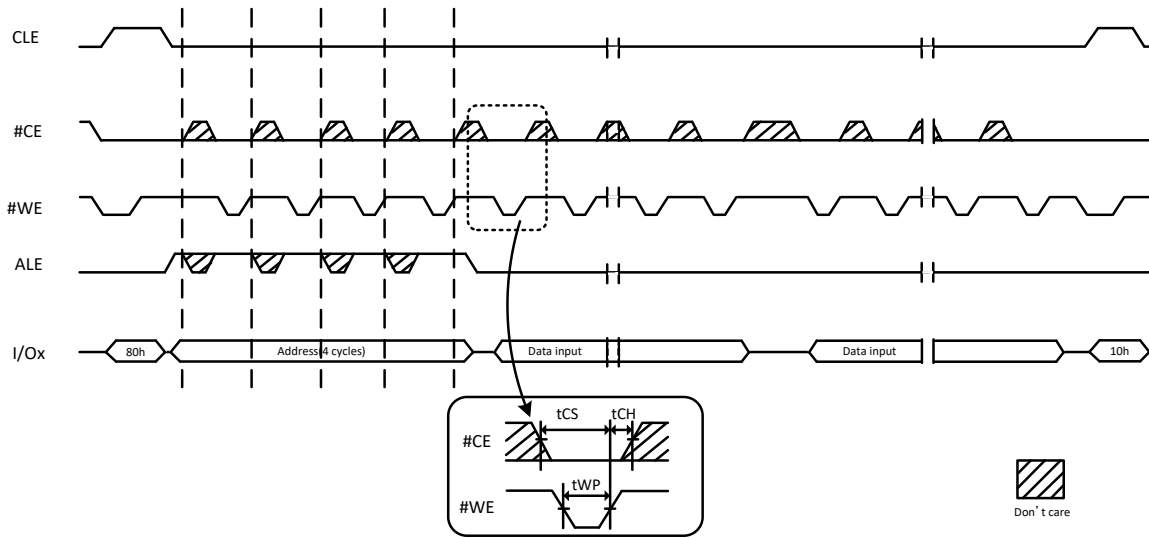 CLE
#CE
#WE
ALE
I/Ox
80h
Address(4 cycles)
Data input
Data input
10h
tCS
tCH
#CE
tWP
#WE
Don't care